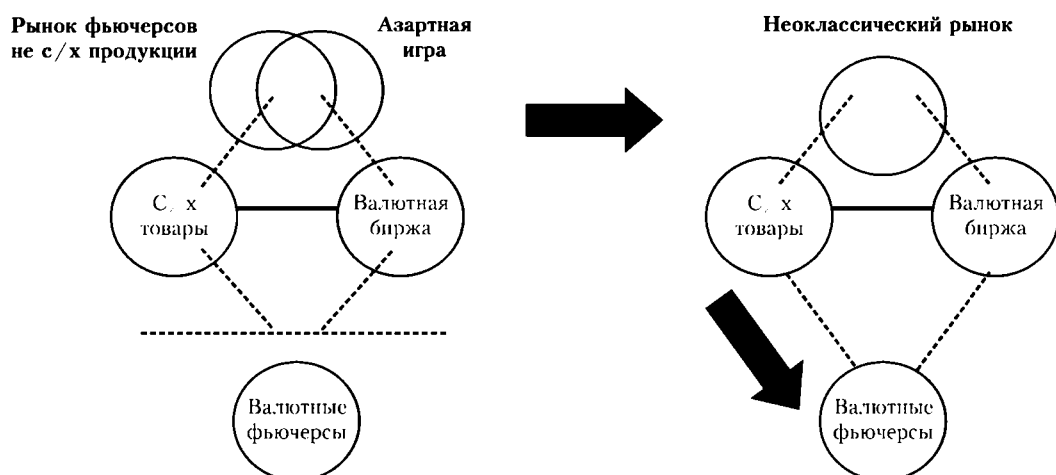 Рынок фьючерсов
не с/х продукции
Азартная
игра
Неоклассический рынок
С/х
товары
Валютная
биржа
С/х
товары
Валютная
биржа
Валютные
фьючерсы
Валютные
фьючерсы